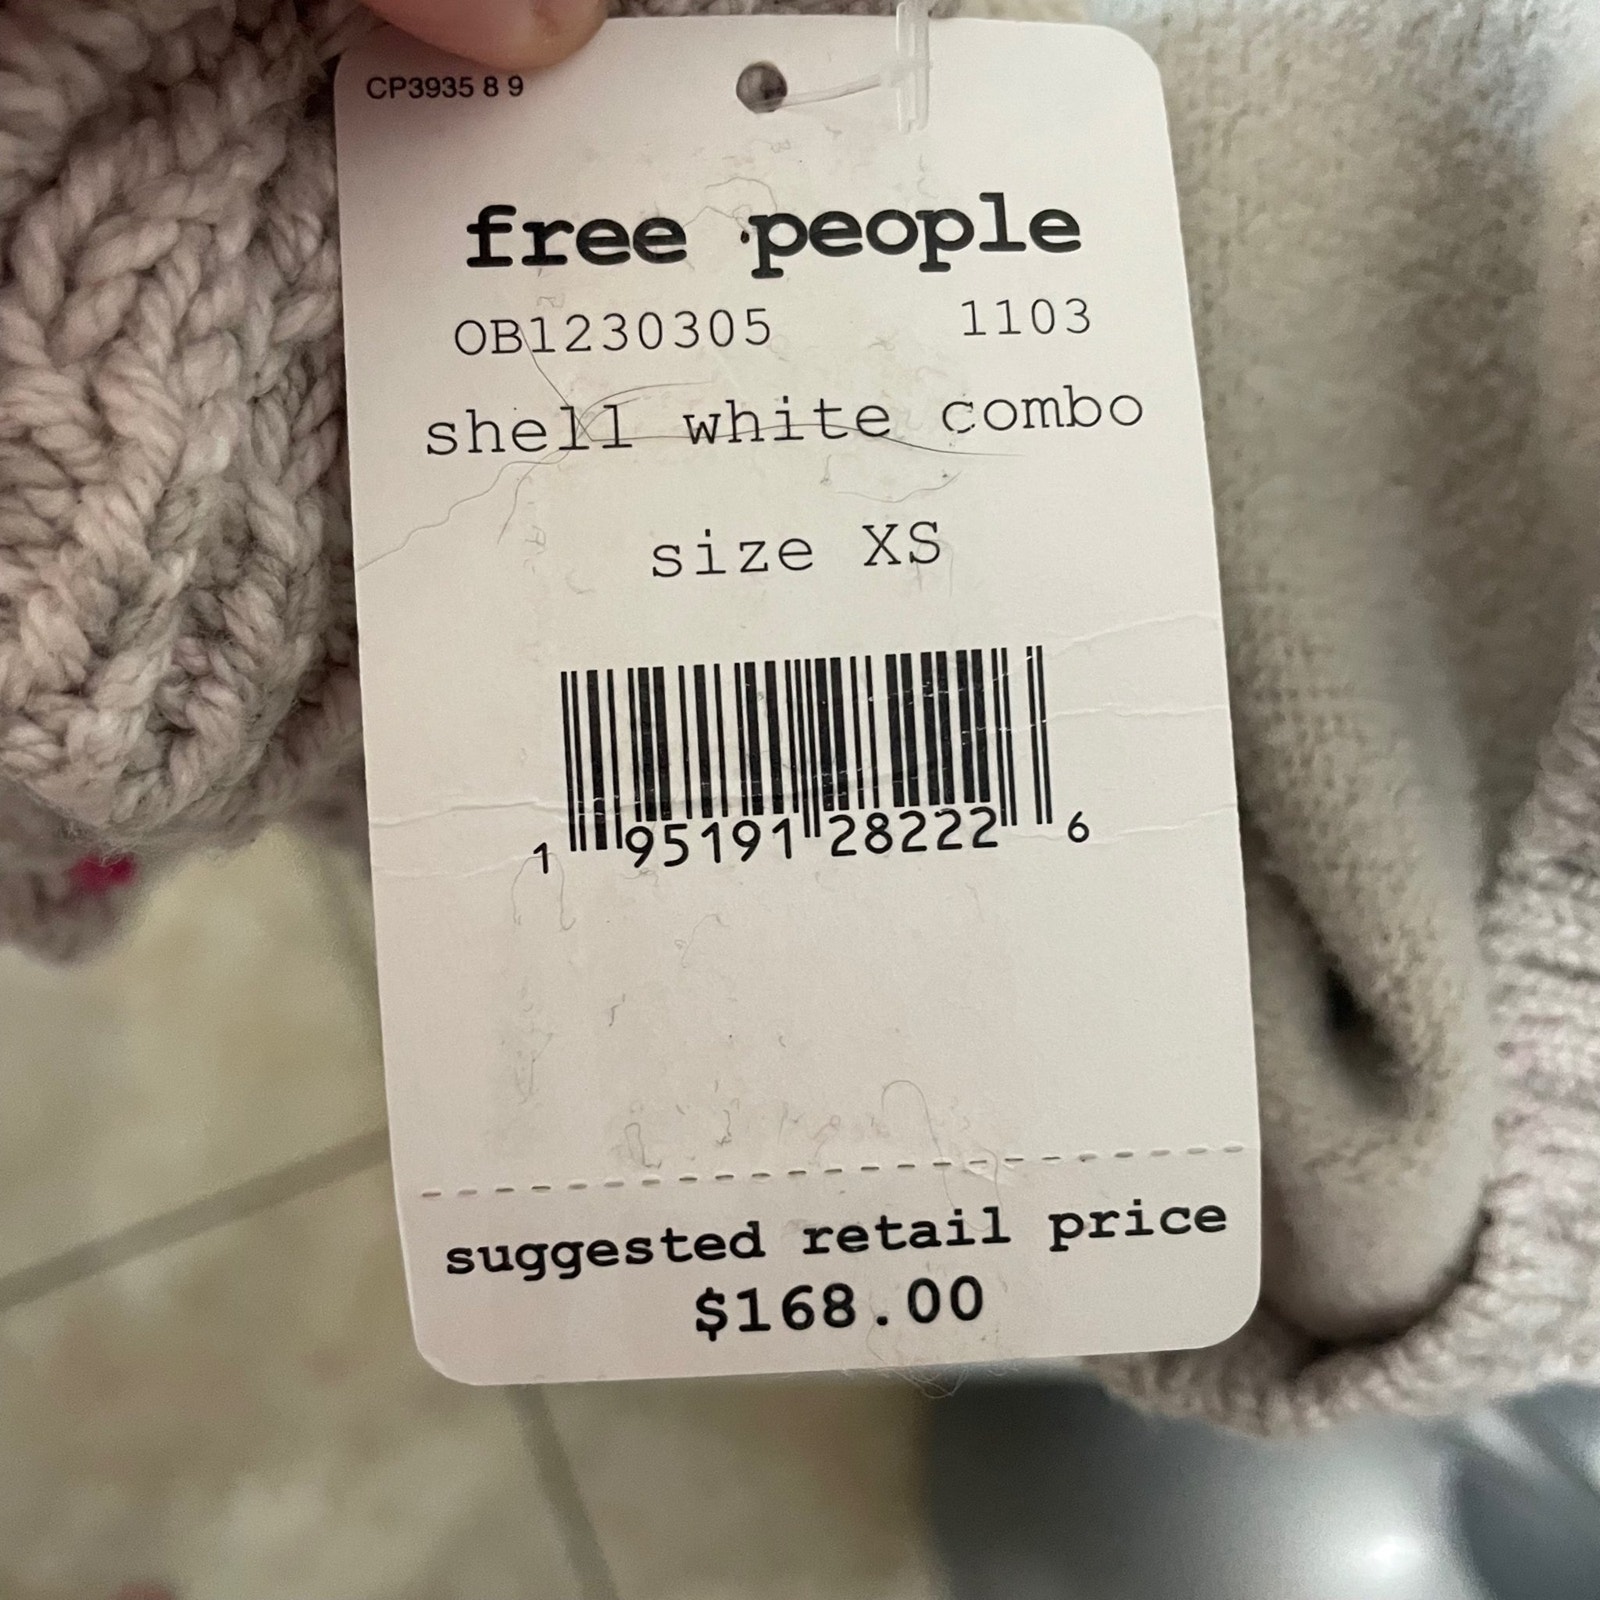 CP3935 8 9
free people
OB1230305 1103
shell white combo
size XS
1 95191 28222 6
suggested retail price
$168.00